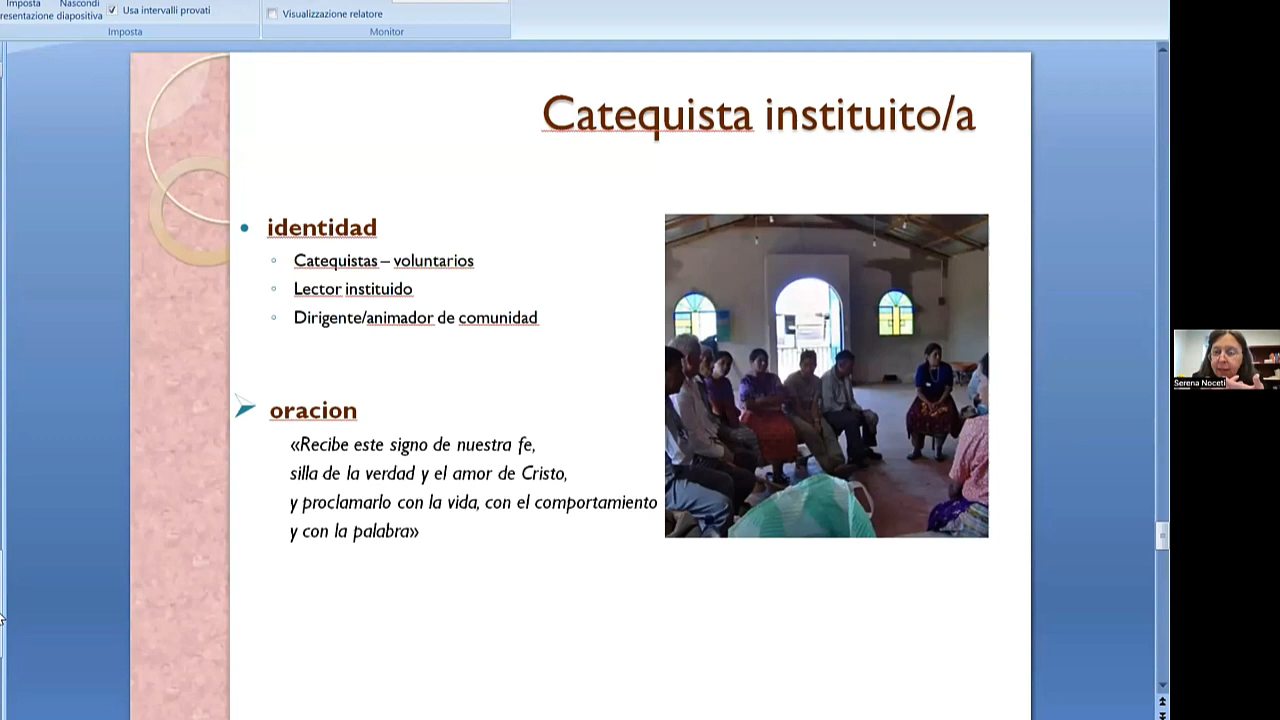 Imposta
Nascondi
resentazione
diapositiva
Usa intervalli provati
Visualizzazione relatore
Imposta
Monitor
Catequista instituito/a
identidad
Catequistas – voluntarios
Lector instituido
Dirigente/animador de comunidad
oracion
«Recibe este signo de nuestra fe,
silla de la verdad y el amor de Cristo,
y proclamarlo con la vida, con el comportamiento
y con la palabra»
Serena Noceti